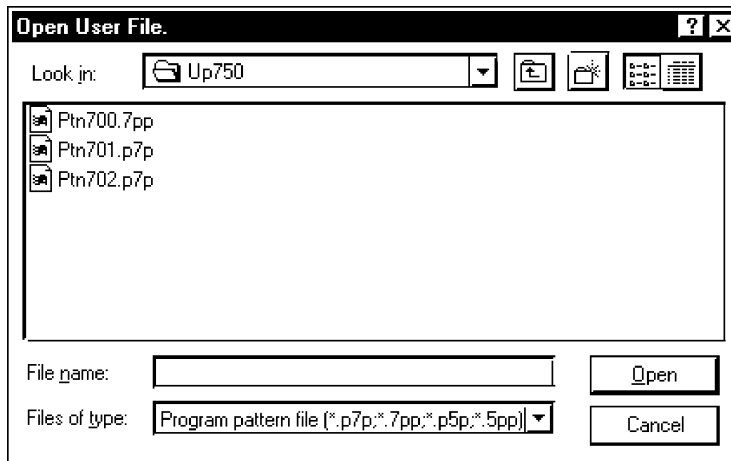 Open User File.
Look in: Up750
Ptn700.7pp
Ptn701.p7p
Ptn702.p7p
File name: Open
Files of type: Program pattern file (*.p7p;*.7pp;*.p5p;*.5pp) Cancel